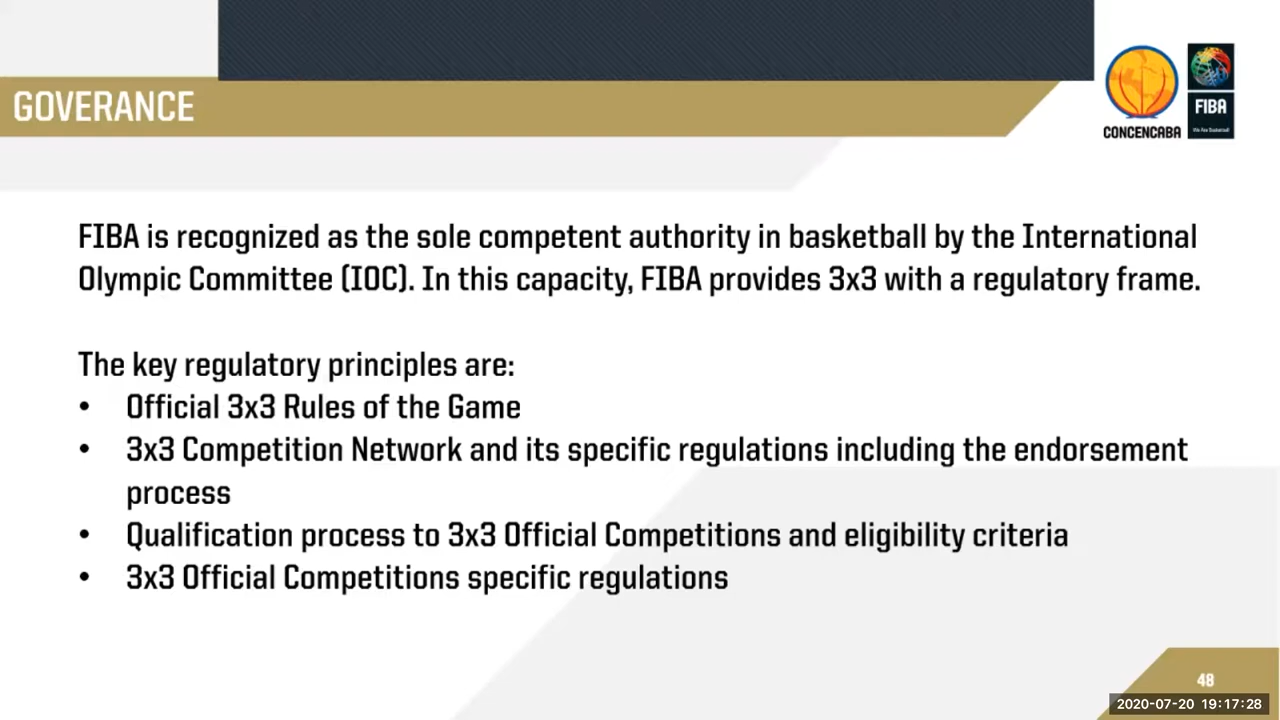 GOVERANCE
CONCENCABA
FIBA
We Are Basketball
FIBA is recognized as the sole competent authority in basketball by the International
Olympic Committee (IOC). In this capacity, FIBA provides 3x3 with a regulatory frame.
The key regulatory principles are:
• Official 3x3 Rules of the Game
• 3x3 Competition Network and its specific regulations including the endorsement
process
• Qualification process to 3x3 Official Competitions and eligibility criteria
• 3x3 Official Competitions specific regulations
48
2020-07-20 19:17:28